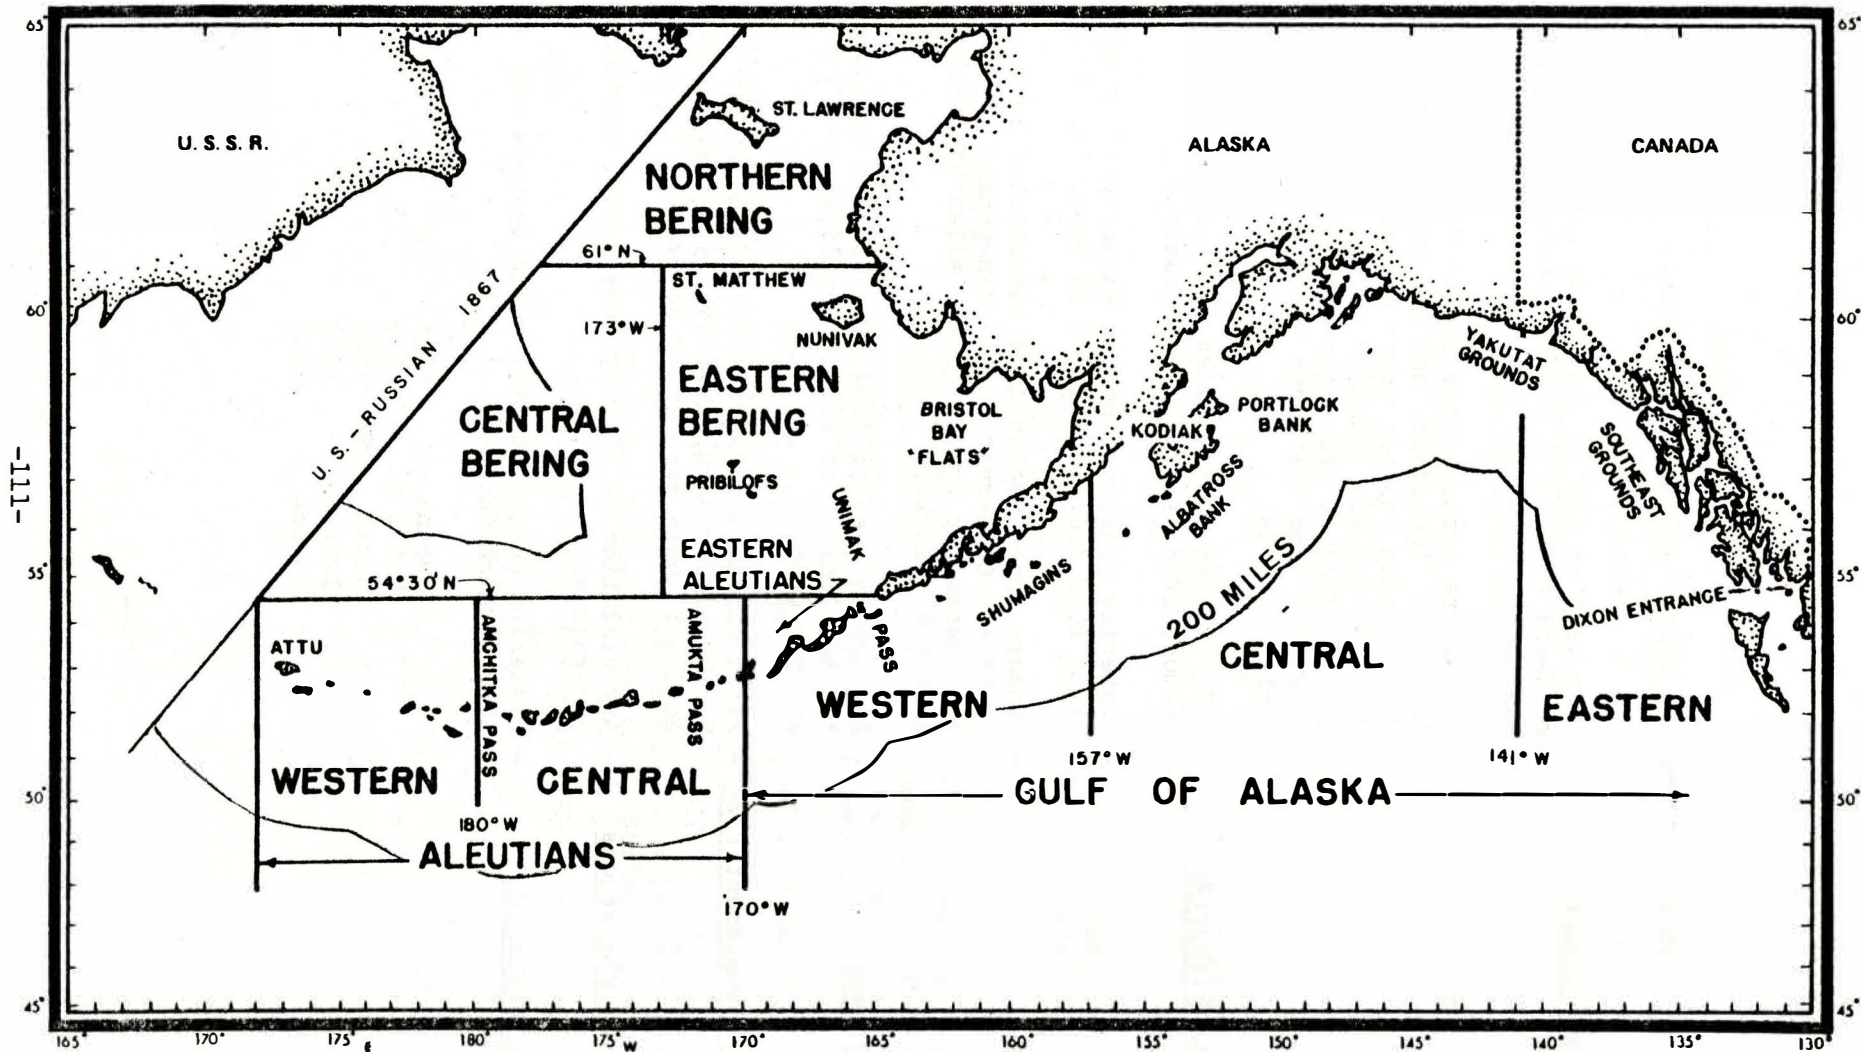 65°
65°
U.S.S.R.
ST. LAWRENCE
ALASKA
CANADA
NORTHERN
BERING
61° N
ST. MATTHEW
60°
60°
U.S.-RUSSIAN 1867
173° W
NUNIVAK
YAKUTAT
GROUNDS
EASTERN
BERING
CENTRAL
BERING
BRISTOL
BAY
"FLATS"
KODIAK
PORTLOCK
BANK
ALBATROSS
BANK
SOUTHEAST
GROUNDS
PRIBILOFS
UNIMAK
PASS
-111-
EASTERN
ALEUTIANS
55°
55°
54°30'N
SHUMAGINS
200 MILES
DIXON ENTRANCE
ATTU
AMCHITKA PASS
AMUKTA PASS
CENTRAL
WESTERN
EASTERN
157° W
141° W
WESTERN
CENTRAL
GULF OF ALASKA
50°
50°
180° W
ALEUTIANS
170° W
45°
45°
165° 170° E 180° 175° W 170° 165° 160° 155° 150° 145° 140° 135° 130°